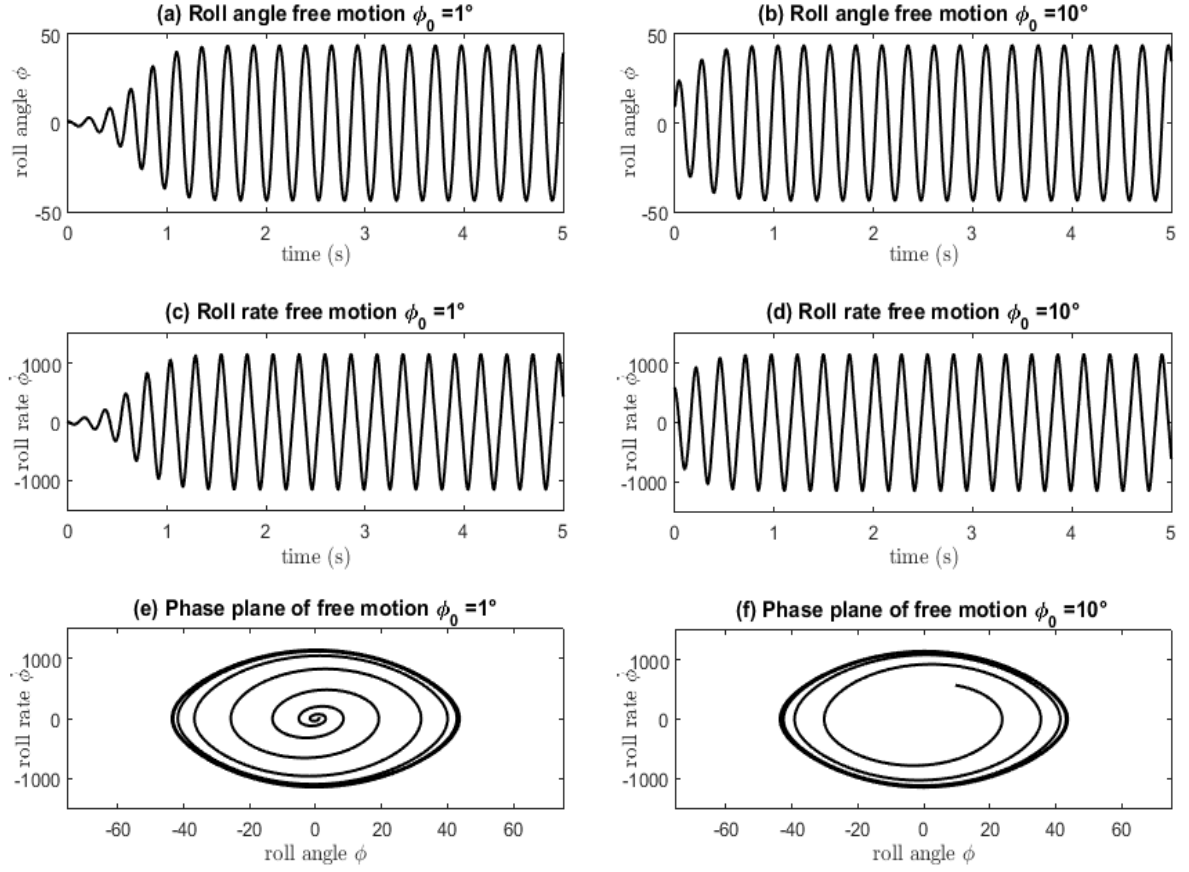 (a) Roll angle free motion ϕ₀ =1°
50
0
-50
roll angle ϕ
0 1 2 3 4 5
time (s)
(b) Roll angle free motion ϕ₀ =10°
50
0
-50
roll angle ϕ
0 1 2 3 4 5
time (s)
(c) Roll rate free motion ϕ₀ =1°
1000
0
-1000
roll rate ϕ̇
0 1 2 3 4 5
time (s)
(d) Roll rate free motion ϕ₀ =10°
1000
0
-1000
roll rate ϕ̇
0 1 2 3 4 5
time (s)
(e) Phase plane of free motion ϕ₀ =1°
1000
0
-1000
roll rate ϕ̇
-60 -40 -20 0 20 40 60
roll angle ϕ
(f) Phase plane of free motion ϕ₀ =10°
1000
0
-1000
roll rate ϕ̇
-60 -40 -20 0 20 40 60
roll angle ϕ